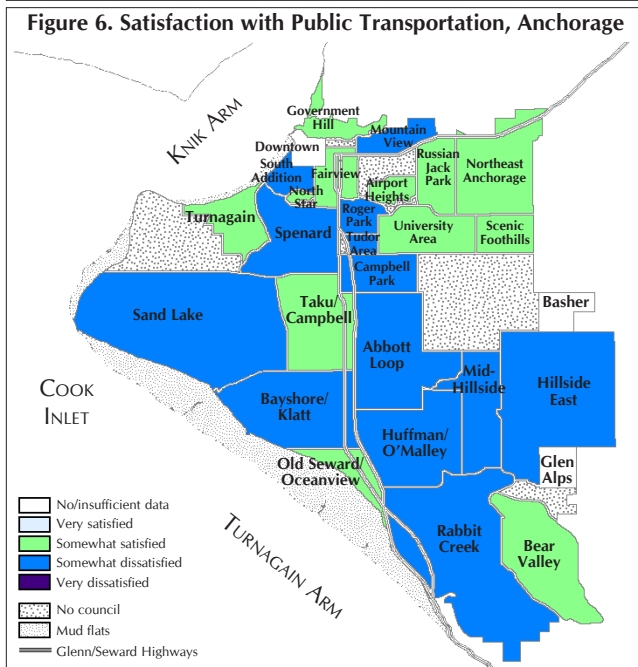 Figure 6. Satisfaction with Public Transportation, Anchorage
KNIK ARM
Government
Hill
Mountain
View
Downtown
South
Addition
Fairview
Russian
Jack
Park
Northeast
Anchorage
North
Star
Airport
Heights
Turnagain
Roger
Park
Spenard
Tudor
Area
University
Area
Scenic
Foothills
Campbell
Park
Sand Lake
Taku/
Campbell
Basher
Abbott
Loop
Mid-
Hillside
Hillside
East
COOK
INLET
Bayshore/
Klatt
Huffman/
O'Malley
Old Seward/
Oceanview
Glen
Alps
Rabbit
Creek
Bear
Valley
TURNAGAIN ARM
No/insufficient data
Very satisfied
Somewhat satisfied
Somewhat dissatisfied
Very dissatisfied
No council
Mud flats
Glenn/Seward Highways